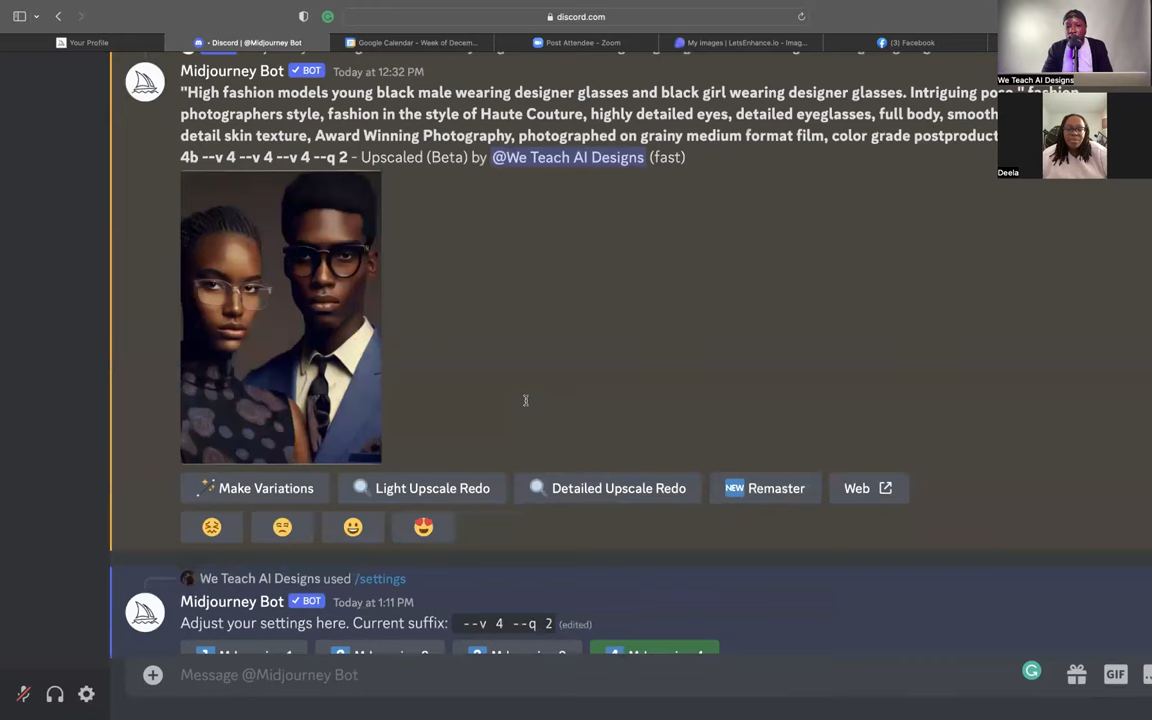 discord.com
Your Profile
• Discord | @Midjourney Bot
Google Calendar - Week of Decem...
Post Attendee - Zoom
My images | LetsEnhance.io - Imag...
(3) Facebook
We Teach AI Designs
Deela
Midjourney Bot ✓ BOT Today at 12:32 PM
"High fashion models young black male wearing designer glasses and black girl wearing designer glasses. Intriguing pose." fashion
photographers style, fashion in the style of Haute Couture, highly detailed eyes, detailed eyeglasses, full body, smooth
detail skin texture, Award Winning Photography, photographed on grainy medium format film, color grade postproduct
4b --v 4 --v 4 --v 4 --q 2 - Upscaled (Beta) by @We Teach AI Designs (fast)
Make Variations
Light Upscale Redo
Detailed Upscale Redo
NEW Remaster
Web
We Teach AI Designs used /settings
Midjourney Bot ✓ BOT Today at 1:11 PM
Adjust your settings here. Current suffix: --v 4 --q 2 (edited)
Message @Midjourney Bot
GIF